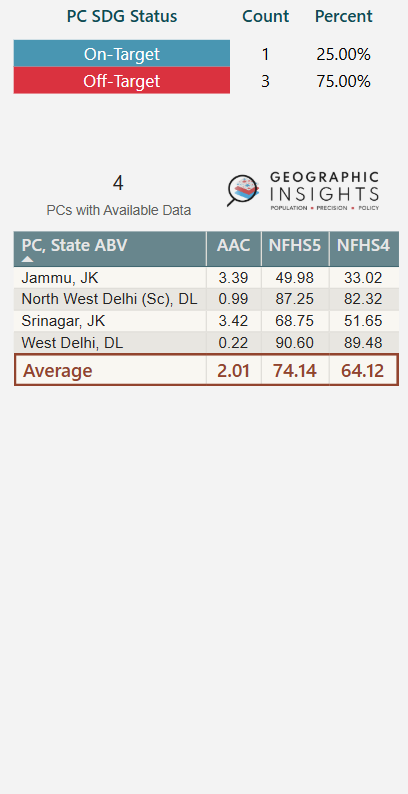 PC SDG Status Count Percent
On-Target 1 25.00%
Off-Target 3 75.00%
4
PCs with Available Data
GEOGRAPHIC
INSIGHTS
POPULATION • PRECISION • POLICY
PC, State ABV AAC NFHS5 NFHS4
Jammu, JK 3.39 49.98 33.02
North West Delhi (Sc), DL 0.99 87.25 82.32
Srinagar, JK 3.42 68.75 51.65
West Delhi, DL 0.22 90.60 89.48
Average 2.01 74.14 64.12